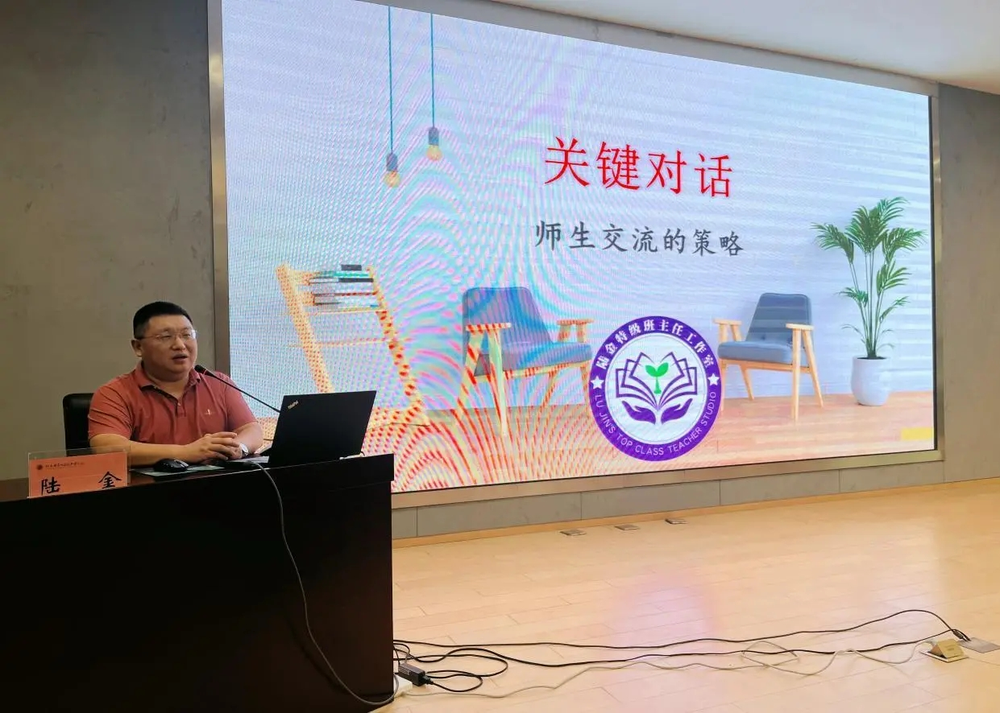 关键对话
师生交流的策略
陆金特级班主任工作室
LU JIN'S TOP CLASS TEACHER STUDIO
ThinkPad
陆 金